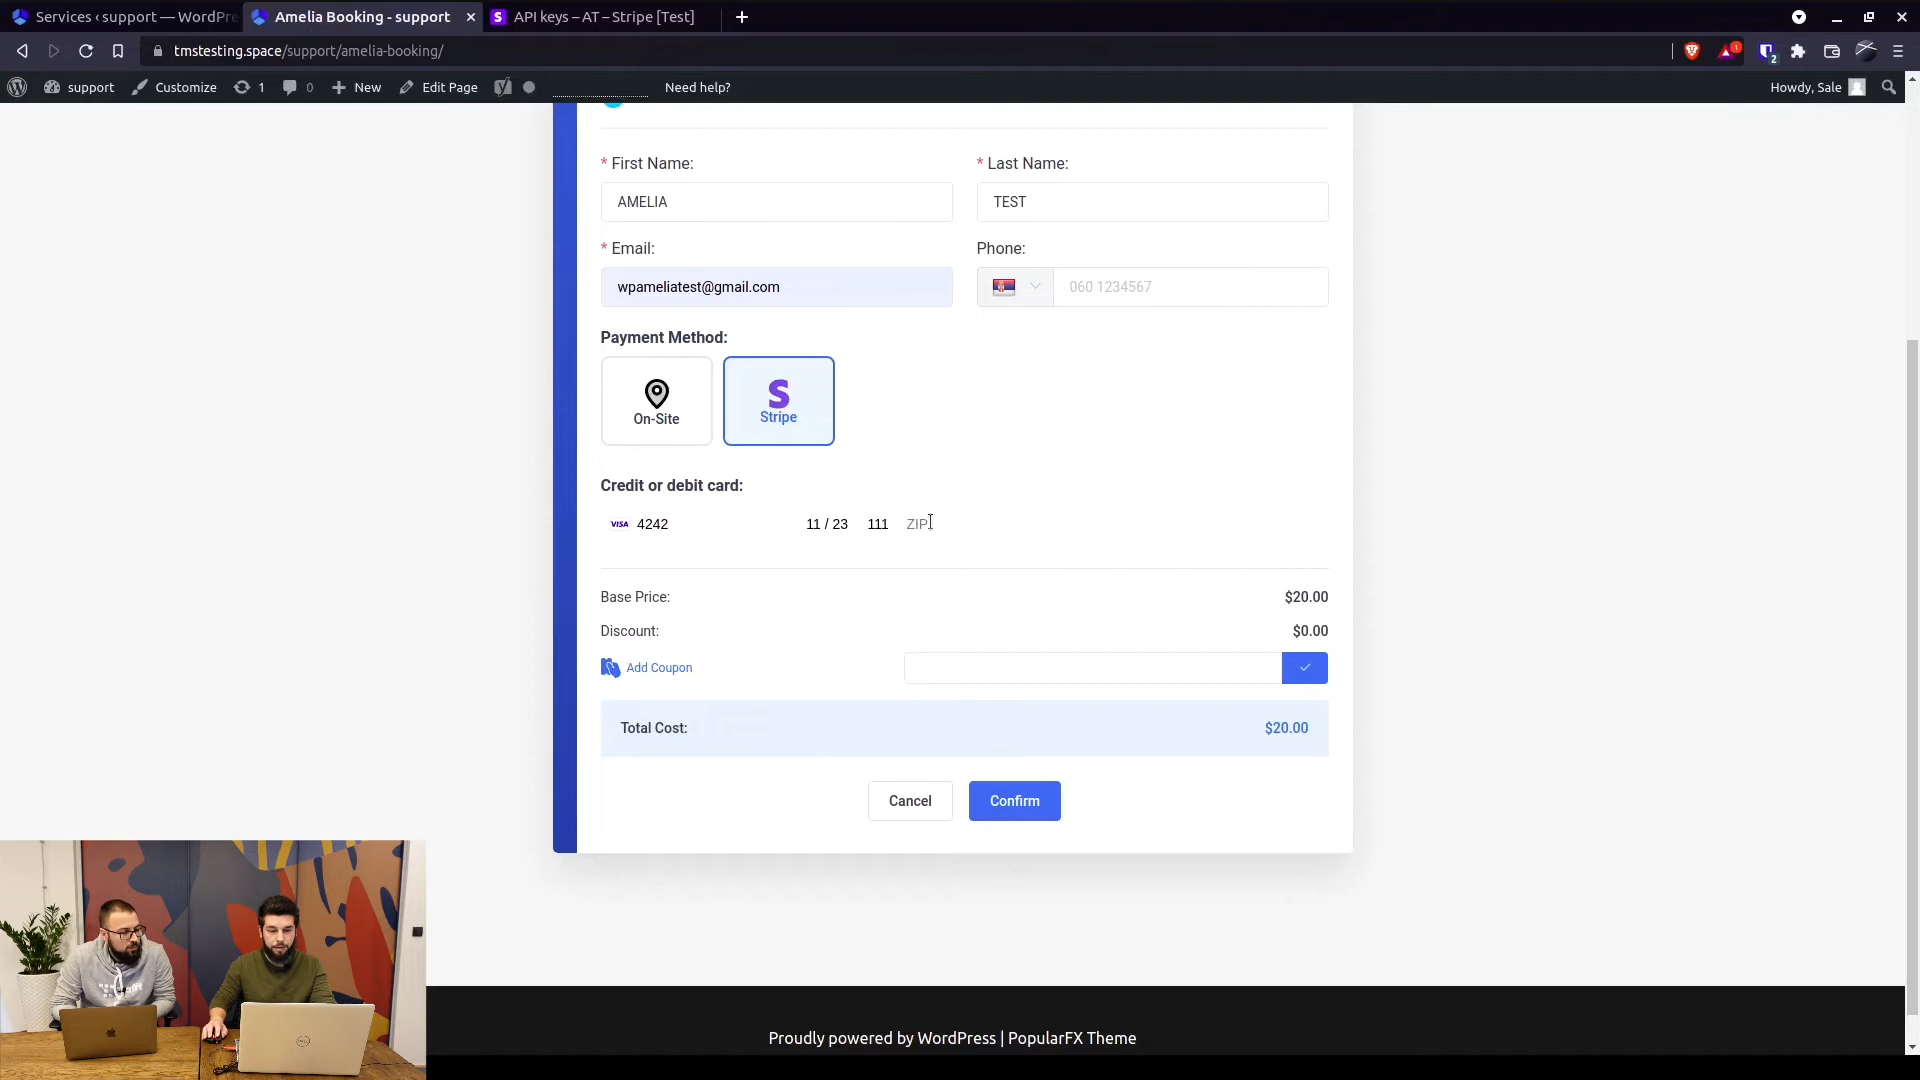 Services ‹ support — WordPre
Amelia Booking - support
API keys – AT – Stripe [Test]
tmstesting.space/support/amelia-booking/
1
2
support
Customize
1
0
New
Edit Page
Need help?
Howdy, Sale
* First Name:
* Last Name:
AMELIA
TEST
* Email:
Phone:
wpameliatest@gmail.com
060 1234567
Payment Method:
On-Site
S
Stripe
Credit or debit card:
VISA 4242 11 / 23 111 ZIP
Base Price: $20.00
Discount: $0.00
Add Coupon
Total Cost: $20.00
Cancel
Confirm
Proudly powered by WordPress | PopularFX Theme